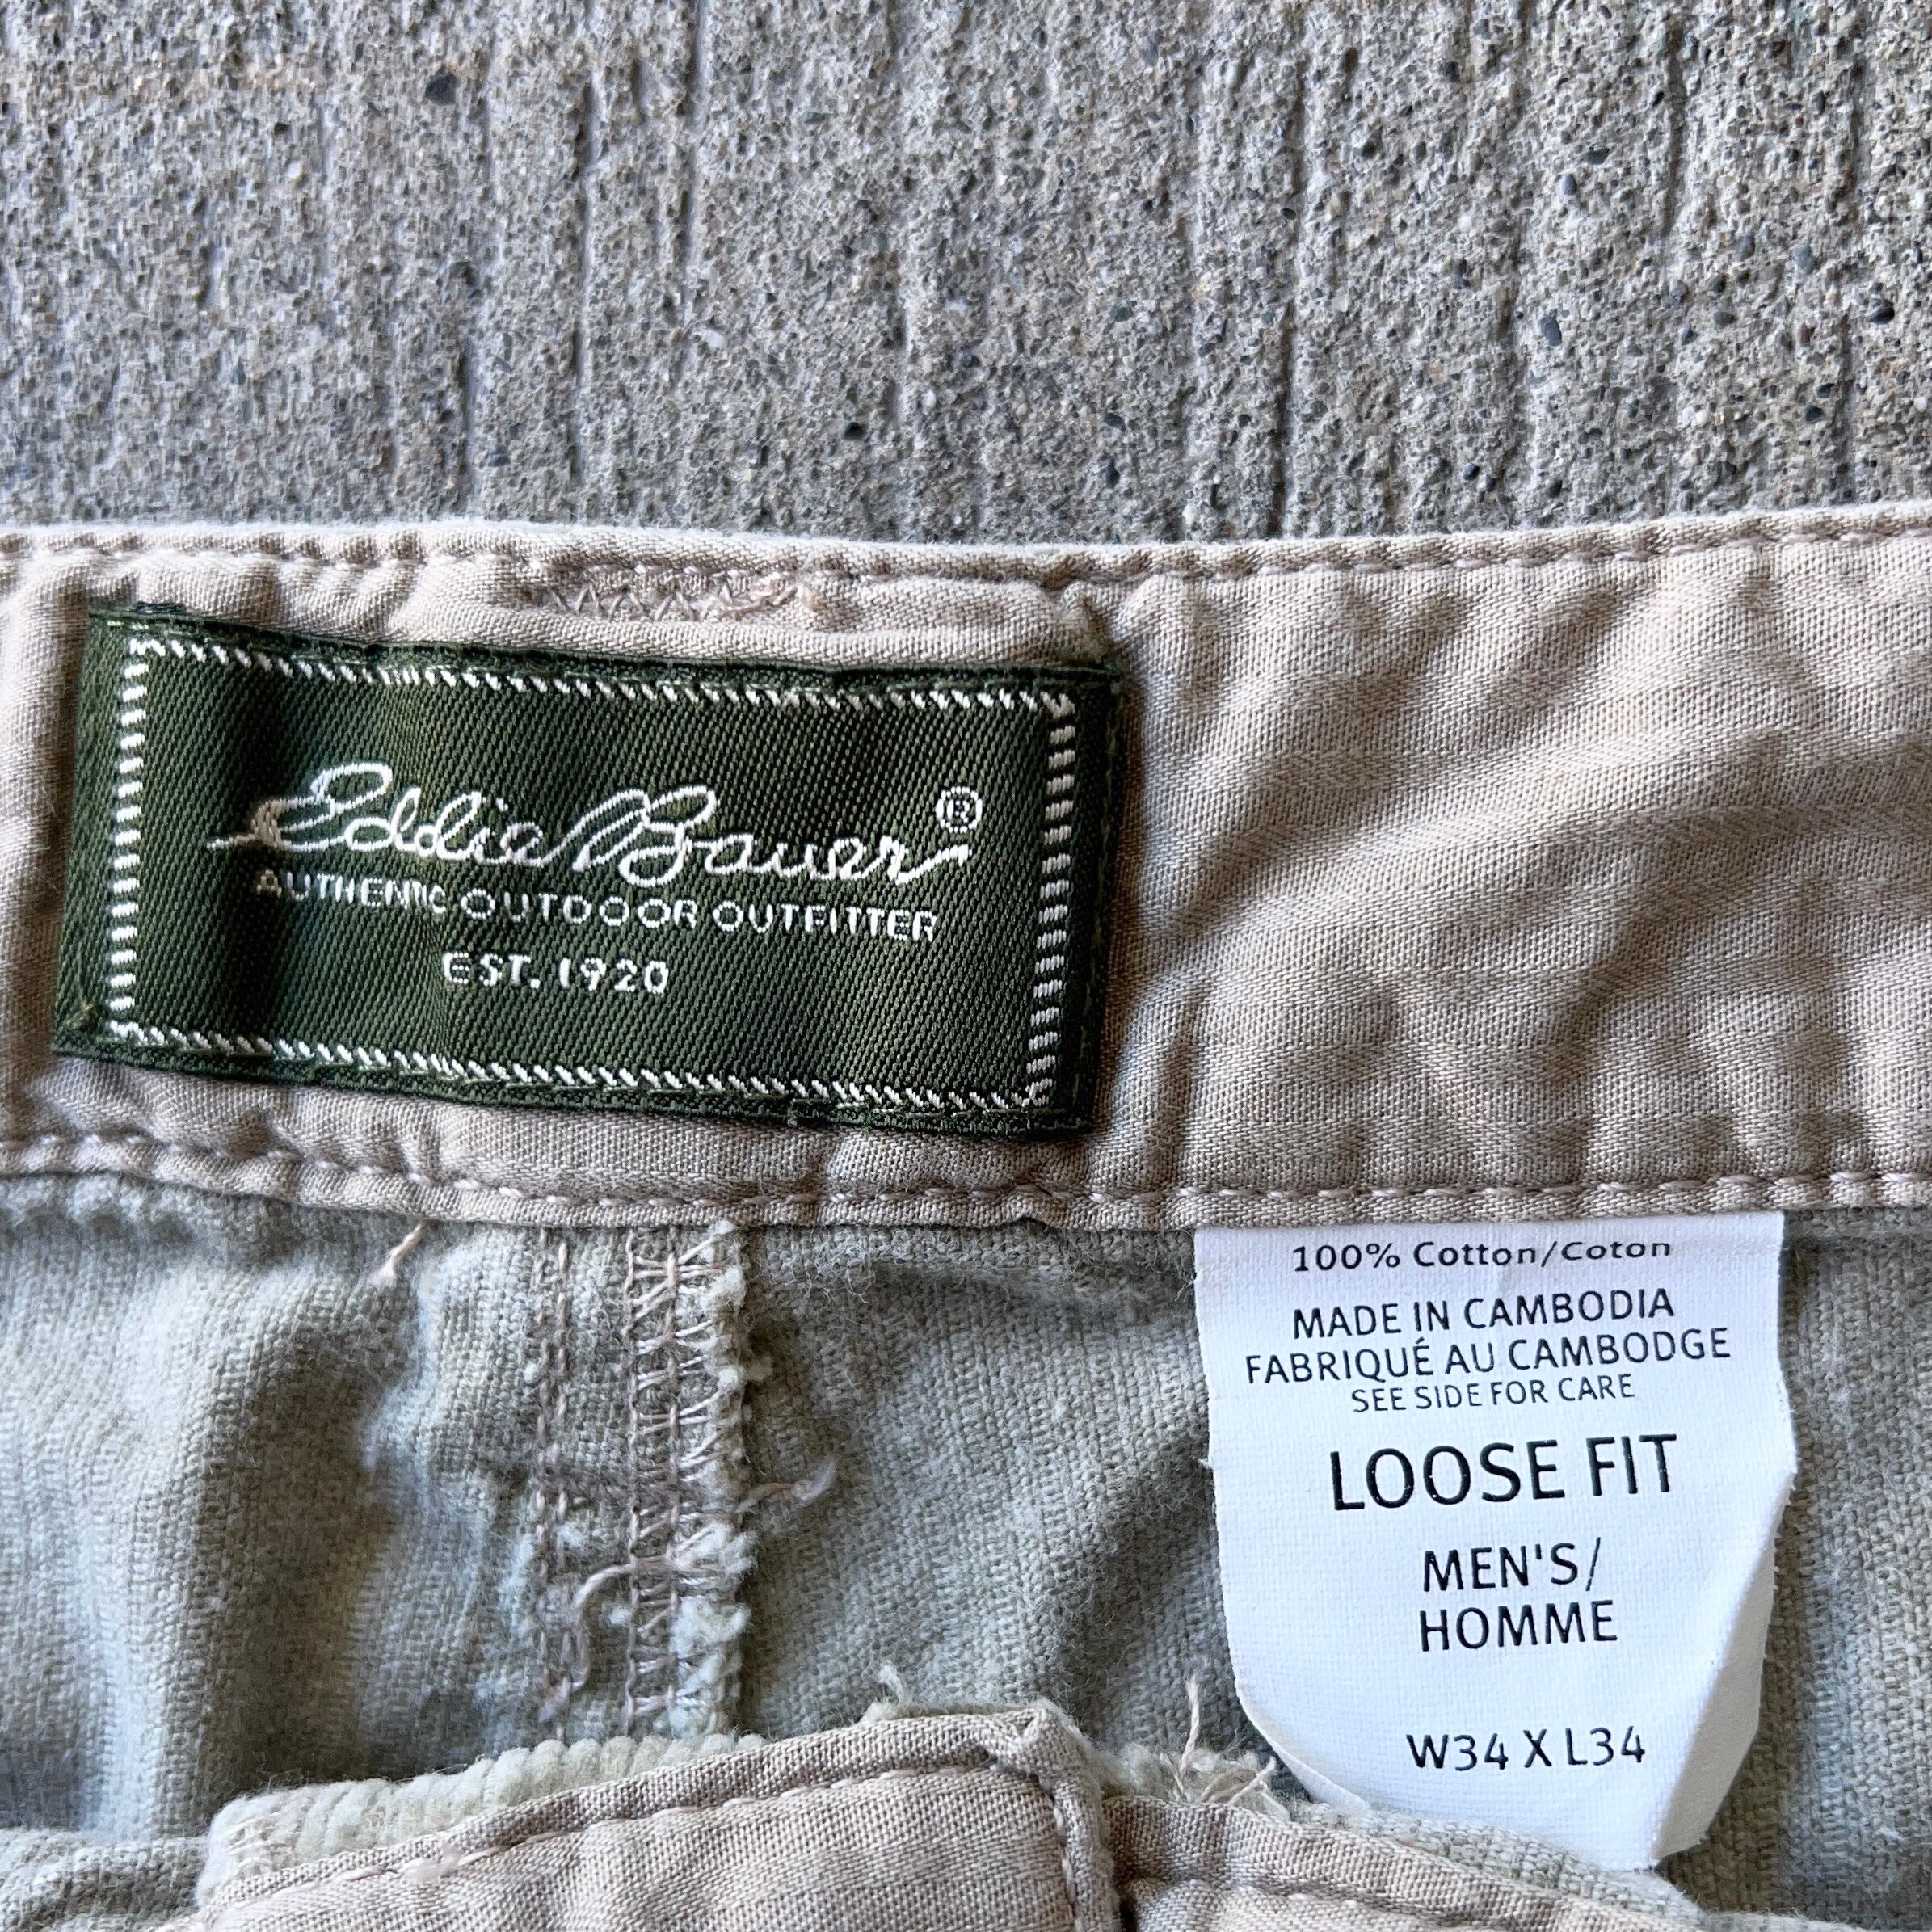 Eddie Bauer®
AUTHENTIC OUTDOOR OUTFITTER
EST. 1920
100% Cotton/Coton
MADE IN CAMBODIA
FABRIQUÉ AU CAMBODGE
SEE SIDE FOR CARE
LOOSE FIT
MEN'S/
HOMME
W34 X L34